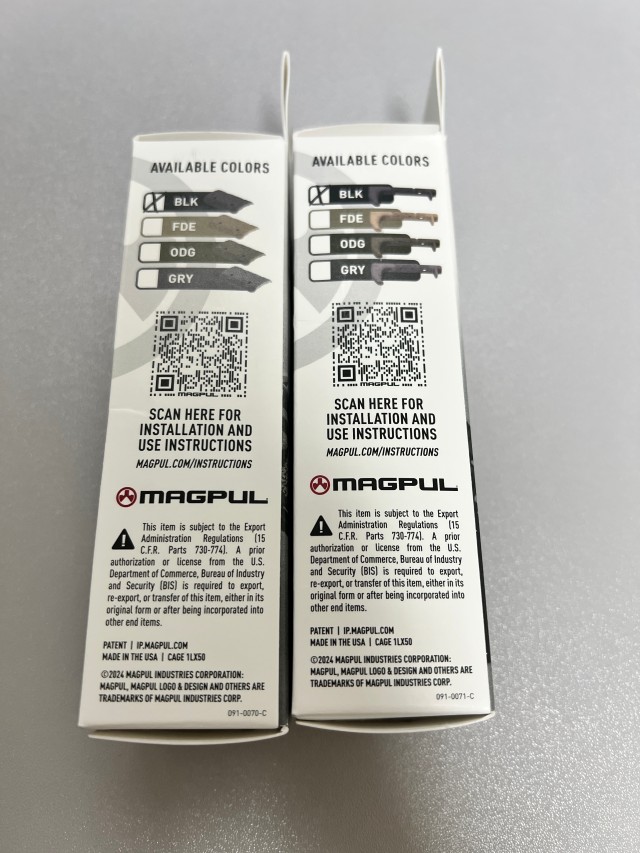 AVAILABLE COLORS
BLK
FDE
ODG
GRY
MAGPUL
SCAN HERE FOR
INSTALLATION AND
USE INSTRUCTIONS
MAGPUL.COM/INSTRUCTIONS
MAGPUL
This item is subject to the Export
Administration Regulations (15
C.F.R. Parts 730-774). A prior
authorization or license from the U.S.
Department of Commerce, Bureau of Industry
and Security (BIS) is required to export,
re-export, or transfer of this item, either in its
original form or after being incorporated into
other end items.
PATENT | IP.MAGPUL.COM
MADE IN THE USA | CAGE 1LX50
©2024 MAGPUL INDUSTRIES CORPORATION:
MAGPUL, MAGPUL LOGO & DESIGN AND OTHERS ARE
TRADEMARKS OF MAGPUL INDUSTRIES CORP.
091-0070-C
AVAILABLE COLORS
BLK
FDE
ODG
GRY
MAGPUL
SCAN HERE FOR
INSTALLATION AND
USE INSTRUCTIONS
MAGPUL.COM/INSTRUCTIONS
MAGPUL
This item is subject to the Export
Administration Regulations (15
C.F.R. Parts 730-774). A prior
authorization or license from the U.S.
Department of Commerce, Bureau of Industry
and Security (BIS) is required to export,
re-export, or transfer of this item, either in its
original form or after being incorporated into
other end items.
PATENT | IP.MAGPUL.COM
MADE IN THE USA | CAGE 1LX50
©2024 MAGPUL INDUSTRIES CORPORATION:
MAGPUL, MAGPUL LOGO & DESIGN AND OTHERS ARE
TRADEMARKS OF MAGPUL INDUSTRIES CORP.
091-0071-C